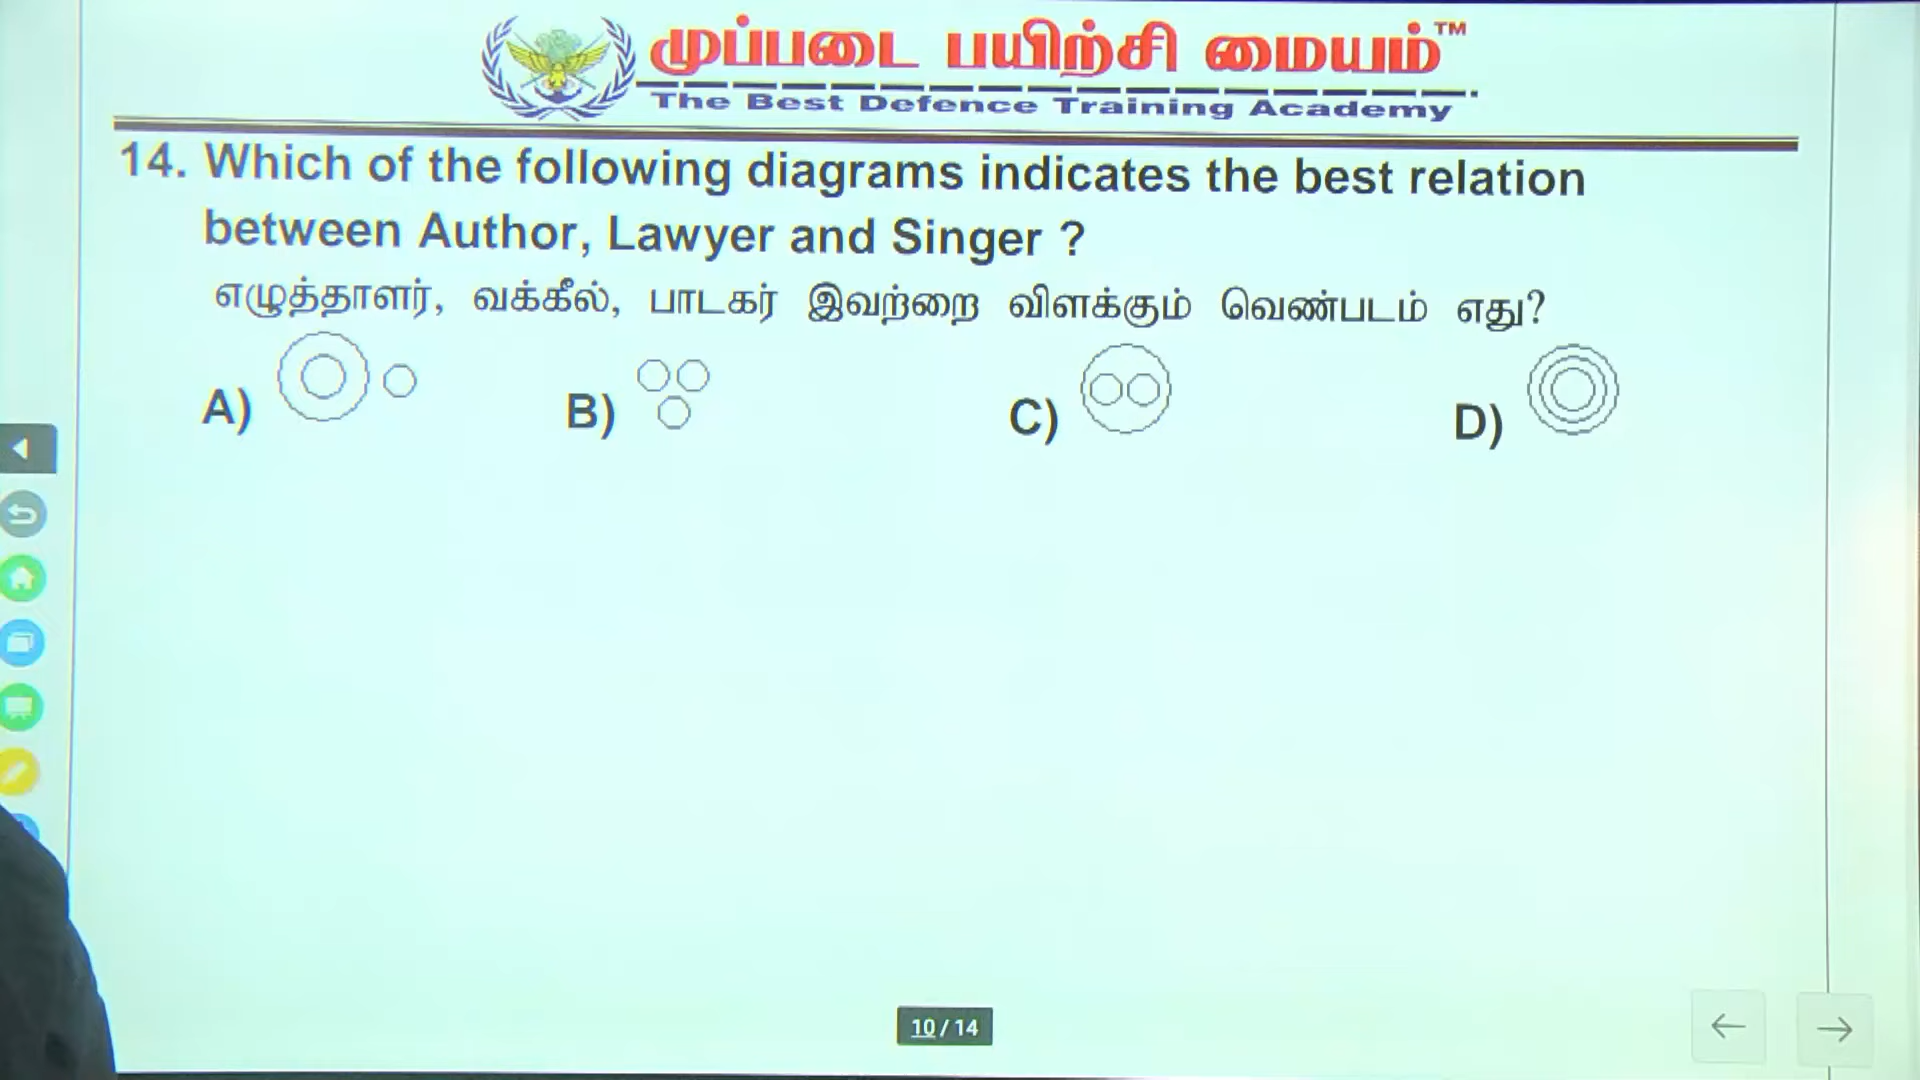 முப்படை பயிற்சி மையம்™
The Best Defence Training Academy
14. Which of the following diagrams indicates the best relation
between Author, Lawyer and Singer ?
எழுத்தாளர், வக்கீல், பாடகர் இவற்றை விளக்கும் வெண்படம் எது?
A) B) C) D)
10 / 14